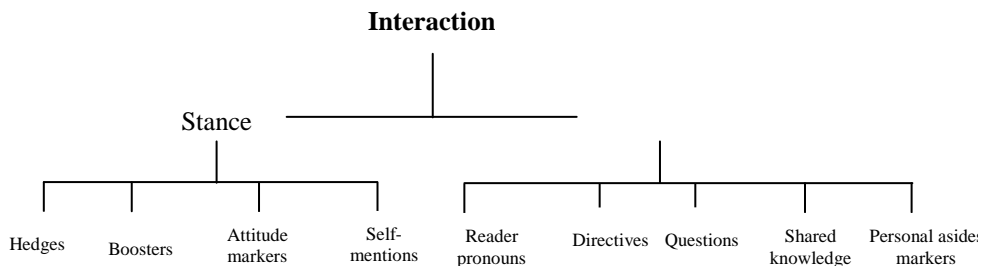 Interaction
Stance
Hedges
Boosters
Attitude
markers
Self-
mentions
Reader
pronouns
Directives
Questions
Shared
knowledge
Personal asides
markers